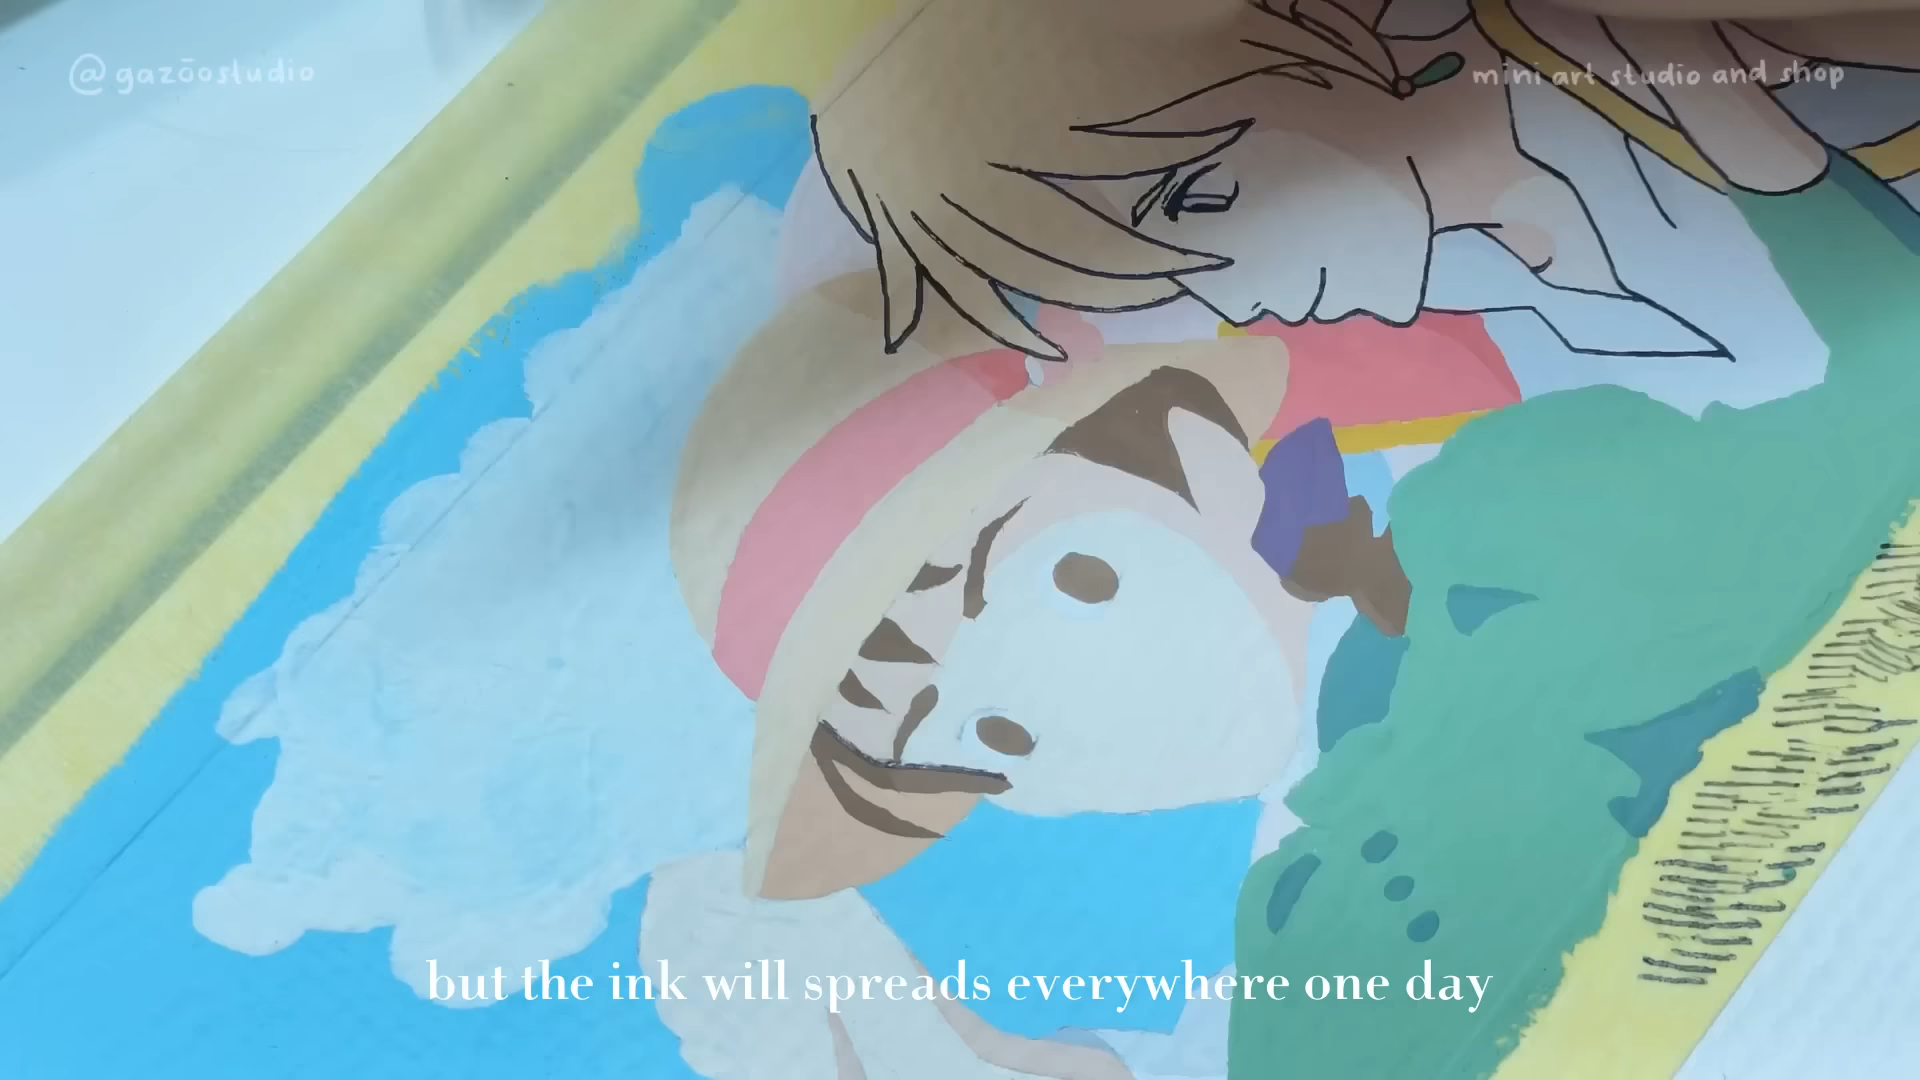 @gazōostudio
mini art studio and shop
but the ink will spreads everywhere one day